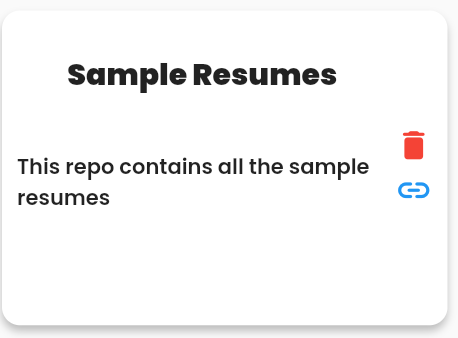 Sample Resumes
This repo contains all the sample
resumes